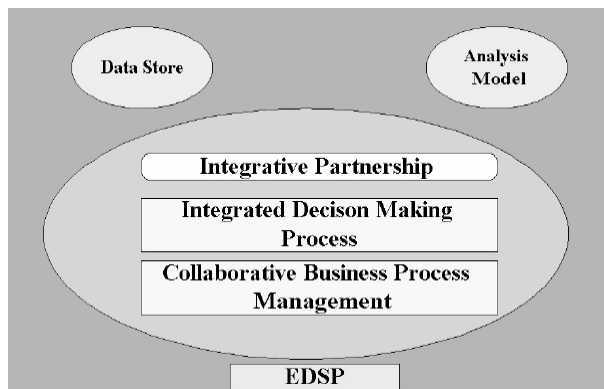 Data Store
Analysis
Model
Integrative Partnership
Integrated Decison Making
Process
Collaborative Business Process
Management
EDSP